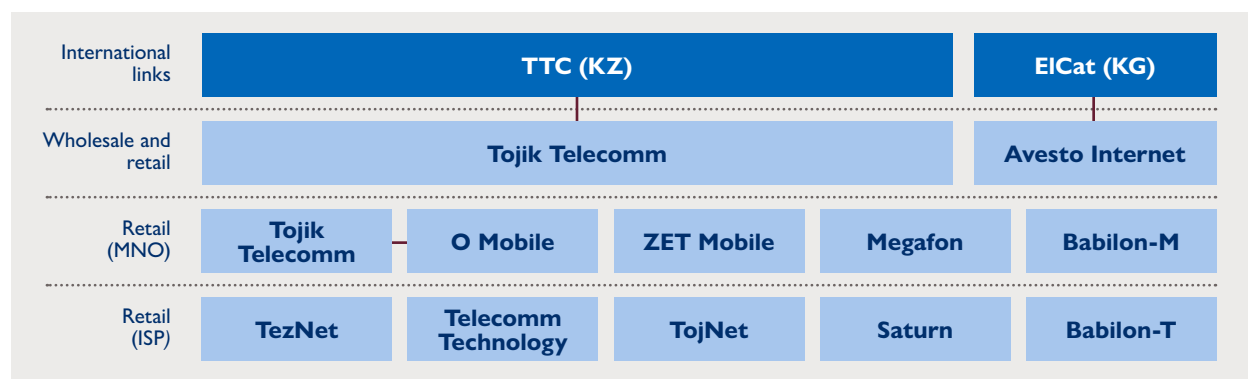 International
links
TTC (KZ)
ElCat (KG)
Wholesale and
retail
Tojik Telecomm
Avesto Internet
Retail
(MNO)
Tojik
Telecomm
O Mobile
ZET Mobile
Megafon
Babilon-M
Retail
(ISP)
TezNet
Telecomm
Technology
TojNet
Saturn
Babilon-T